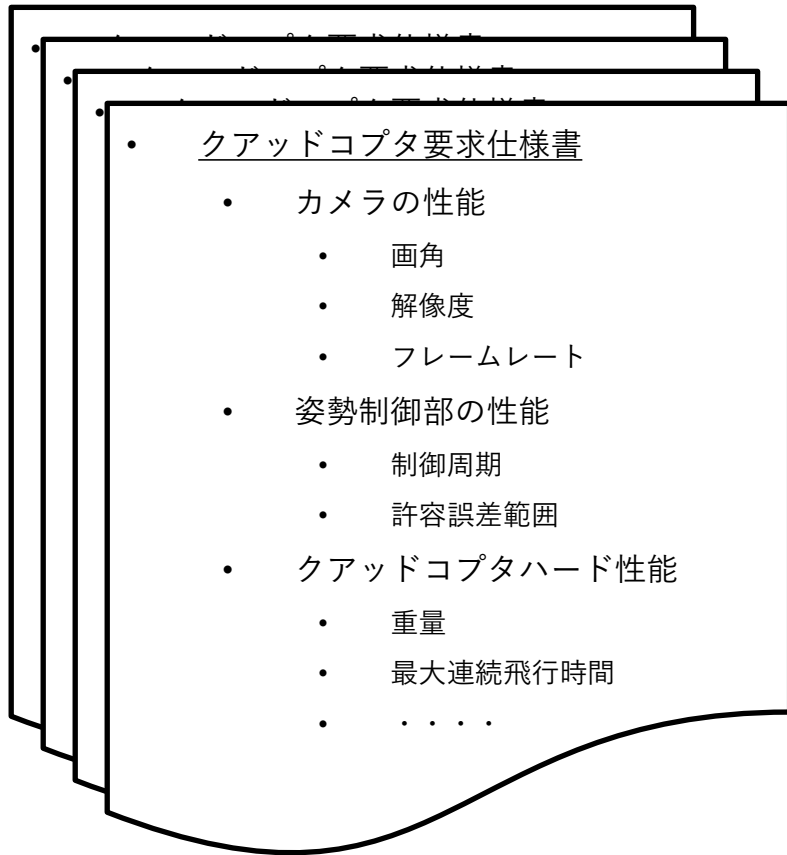 • クアッドコプタ要求仕様書
• カメラの性能
• 画角
• 解像度
• フレームレート
• 姿勢制御部の性能
• 制御周期
• 許容誤差範囲
• クアッドコプタハード性能
• 重量
• 最大連続飛行時間
• ・・・・